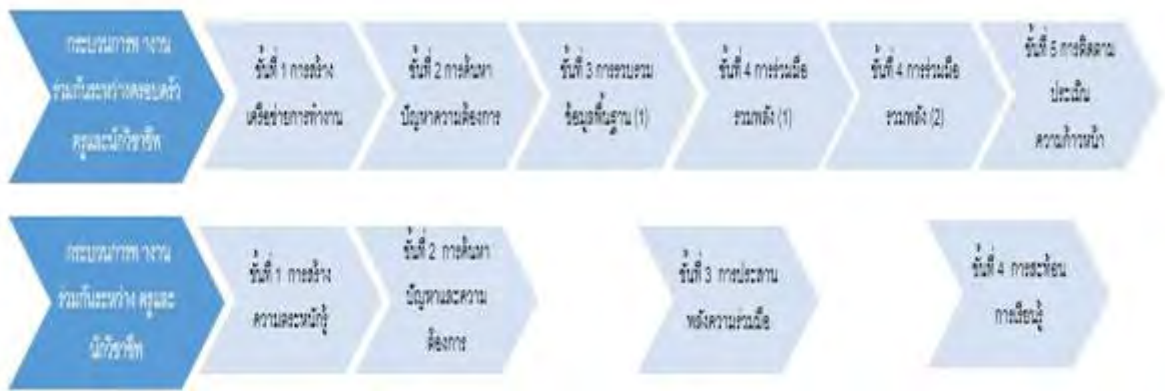 กระบวนการท างาน
ร่วมกันระหว่างครอบครัว
ครูและนักวิชาชีพ
ขั้นที่ 1 การสร้าง
เครือข่ายการทำงาน
ขั้นที่ 2 การค้นหา
ปัญหาความต้องการ
ขั้นที่ 3 การรวบรวม
ข้อมูลพื้นฐาน (1)
ขั้นที่ 4 การร่วมมือ
รวมพลัง (1)
ขั้นที่ 4 การร่วมมือ
รวมพลัง (2)
ขั้นที่ 5 การติดตาม
ประเมิน
ความก้าวหน้า
กระบวนการท างาน
ร่วมกันระหว่าง ครูและ
นักวิชาชีพ
ขั้นที่ 1 การสร้าง
ความตระหนักรู้
ขั้นที่ 2 การค้นหา
ปัญหาและความ
ต้องการ
ขั้นที่ 3 การประสาน
พลังความร่วมมือ
ขั้นที่ 4 การสะท้อน
การเรียนรู้